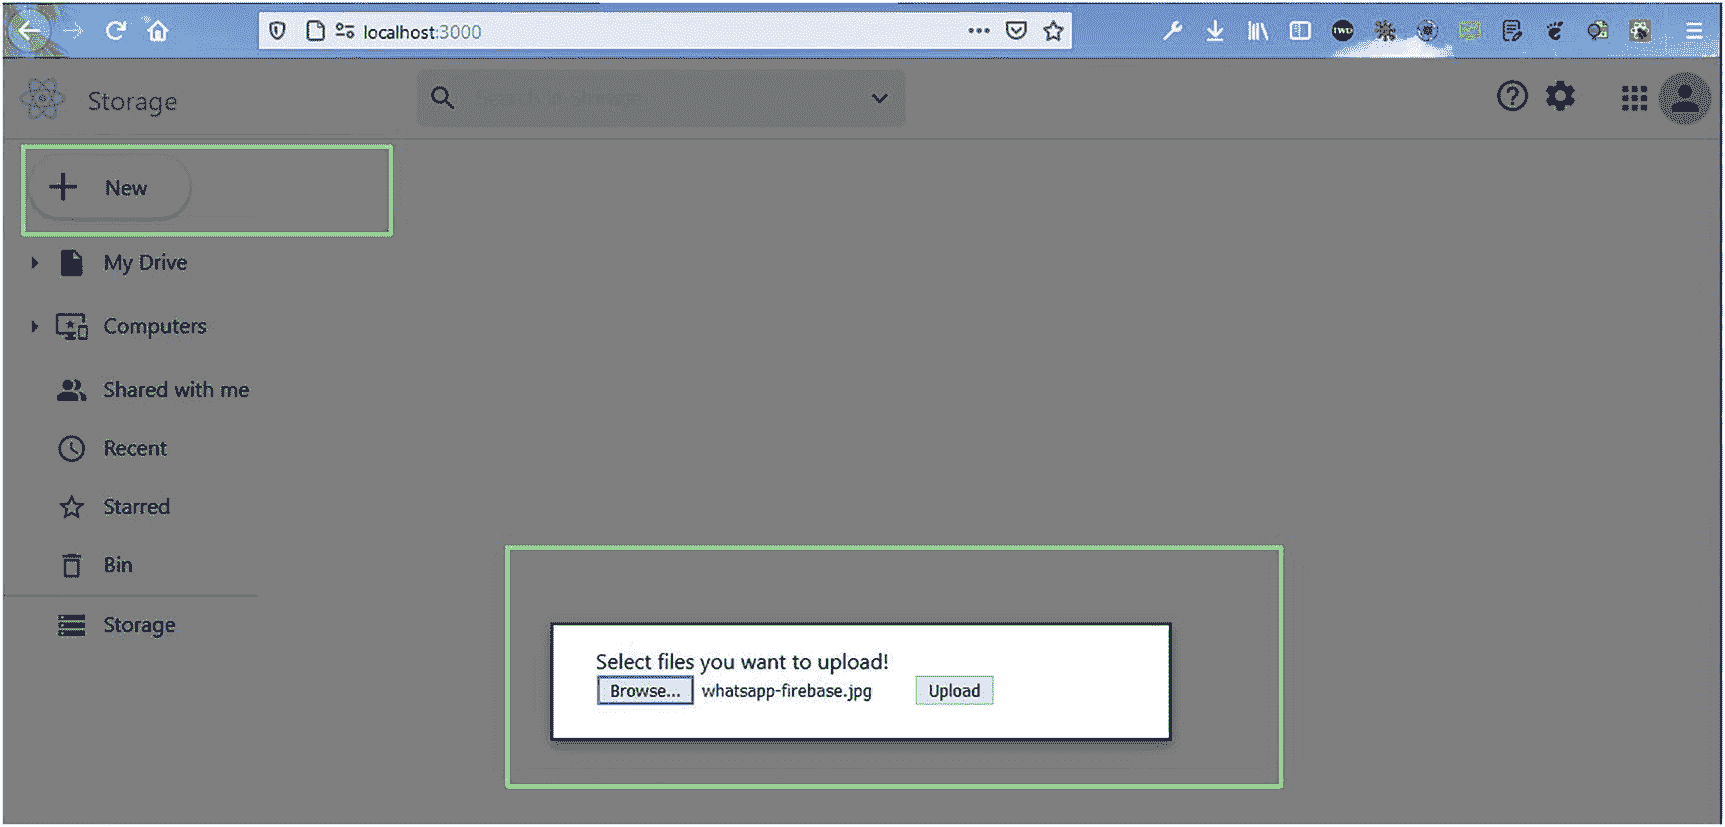 localhost:3000
Storage
New
My Drive
Computers
Shared with me
Recent
Starred
Bin
Storage
Select files you want to upload!
Browse... whatsapp-firebase.jpg Upload